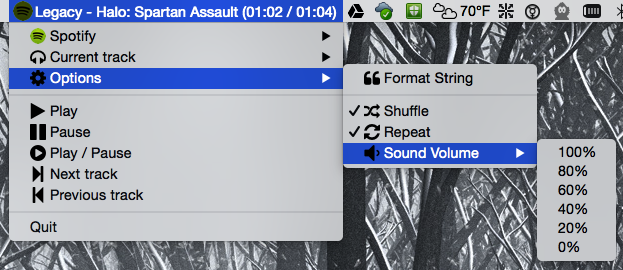 Legacy - Halo: Spartan Assault (01:02 / 01:04)
70°F
Spotify
Current track
Options
Play
Pause
Play / Pause
Next track
Previous track
Quit
Format String
Shuffle
Repeat
Sound Volume
100%
80%
60%
40%
20%
0%